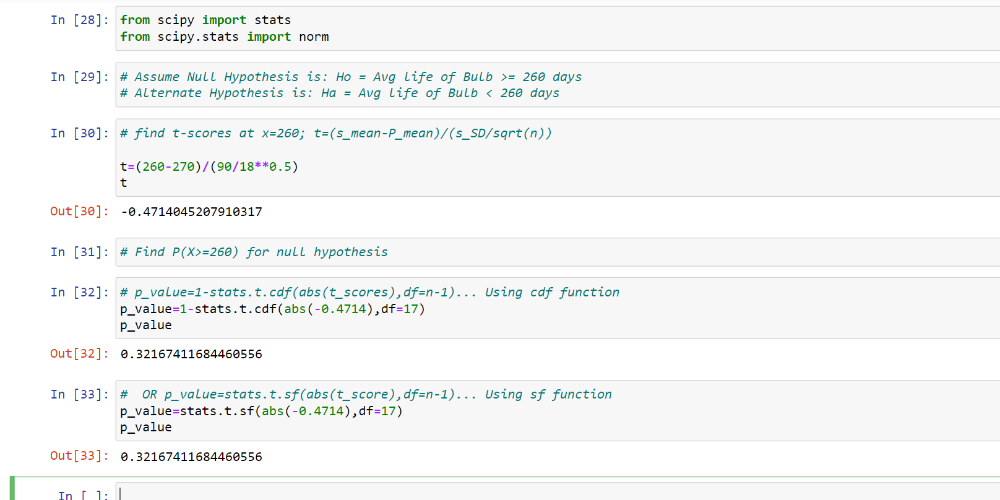 In [28]: from scipy import stats
from scipy.stats import norm
In [29]: # Assume Null Hypothesis is: Ho = Avg life of Bulb >= 260 days
# Alternate Hypothesis is: Ha = Avg life of Bulb < 260 days
In [30]: # find t-scores at x=260; t=(s_mean-P_mean)/(s_SD/sqrt(n))
t=(260-270)/(90/18**0.5)
t
Out[30]: -0.4714045207910317
In [31]: # Find P(X>=260) for null hypothesis
In [32]: # p_value=1-stats.t.cdf(abs(t_scores),df=n-1)... Using cdf function
p_value=1-stats.t.cdf(abs(-0.4714),df=17)
p_value
Out[32]: 0.32167411684460556
In [33]: #  OR p_value=stats.t.sf(abs(t_score),df=n-1)... Using sf function
p_value=stats.t.sf(abs(-0.4714),df=17)
p_value
Out[33]: 0.32167411684460556
In [ ]: